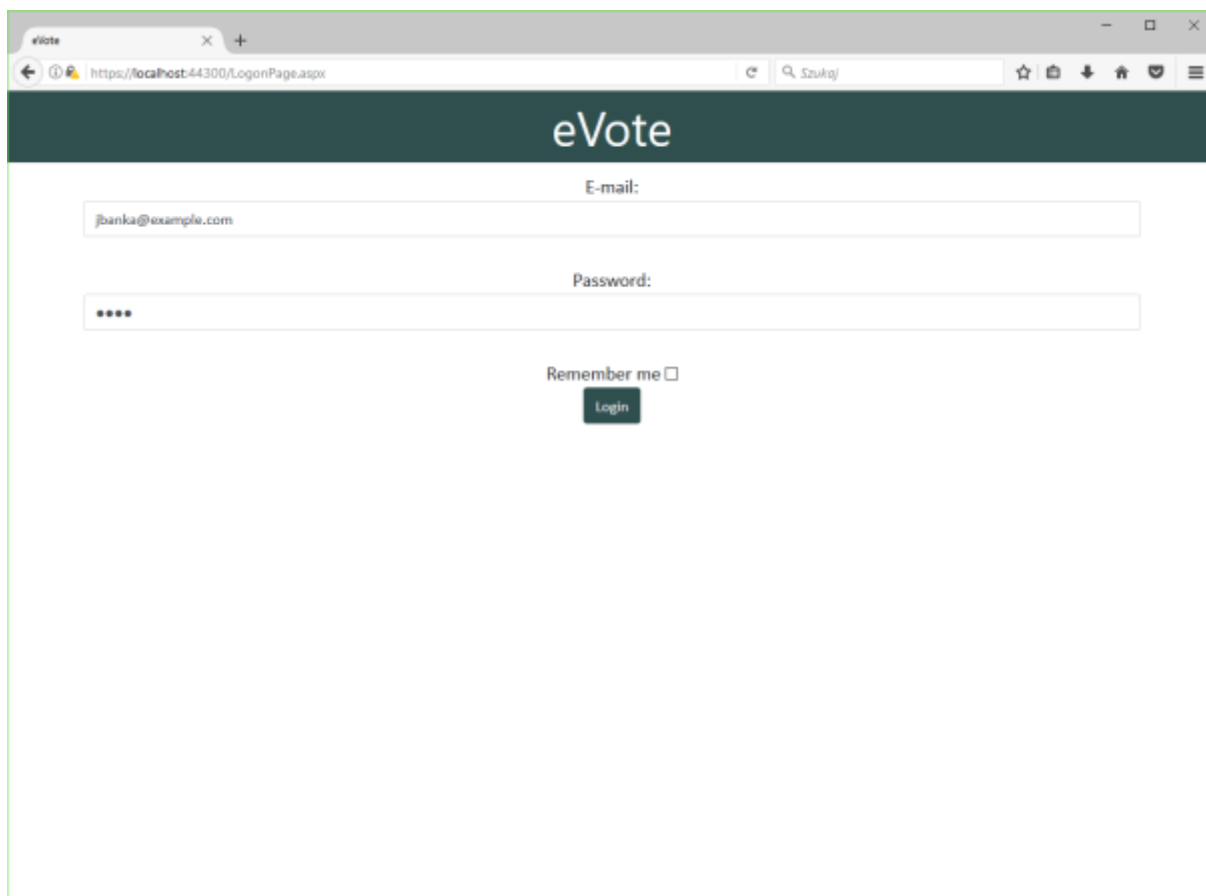 eVote
https://localhost:44300/LogonPage.aspx
Szukaj
eVote
E-mail:
jbanka@example.com
Password:
••••
Remember me
Login